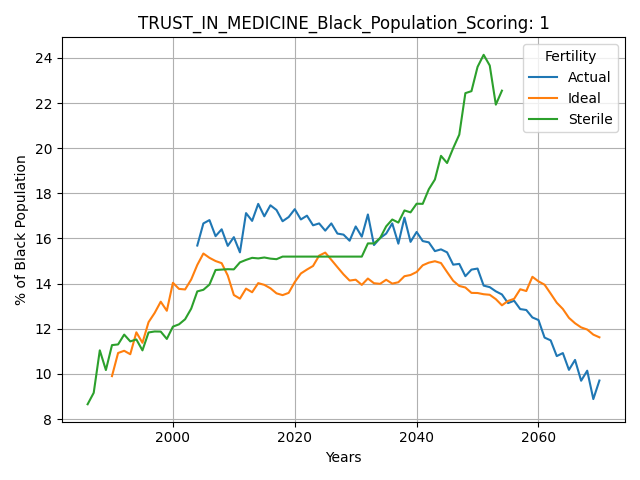 TRUST_IN_MEDICINE_Black_Population_Scoring: 1
% of Black Population
24
22
20
18
16
14
12
10
8
2000 2020 2040 2060
Years
Fertility
Actual
Ideal
Sterile